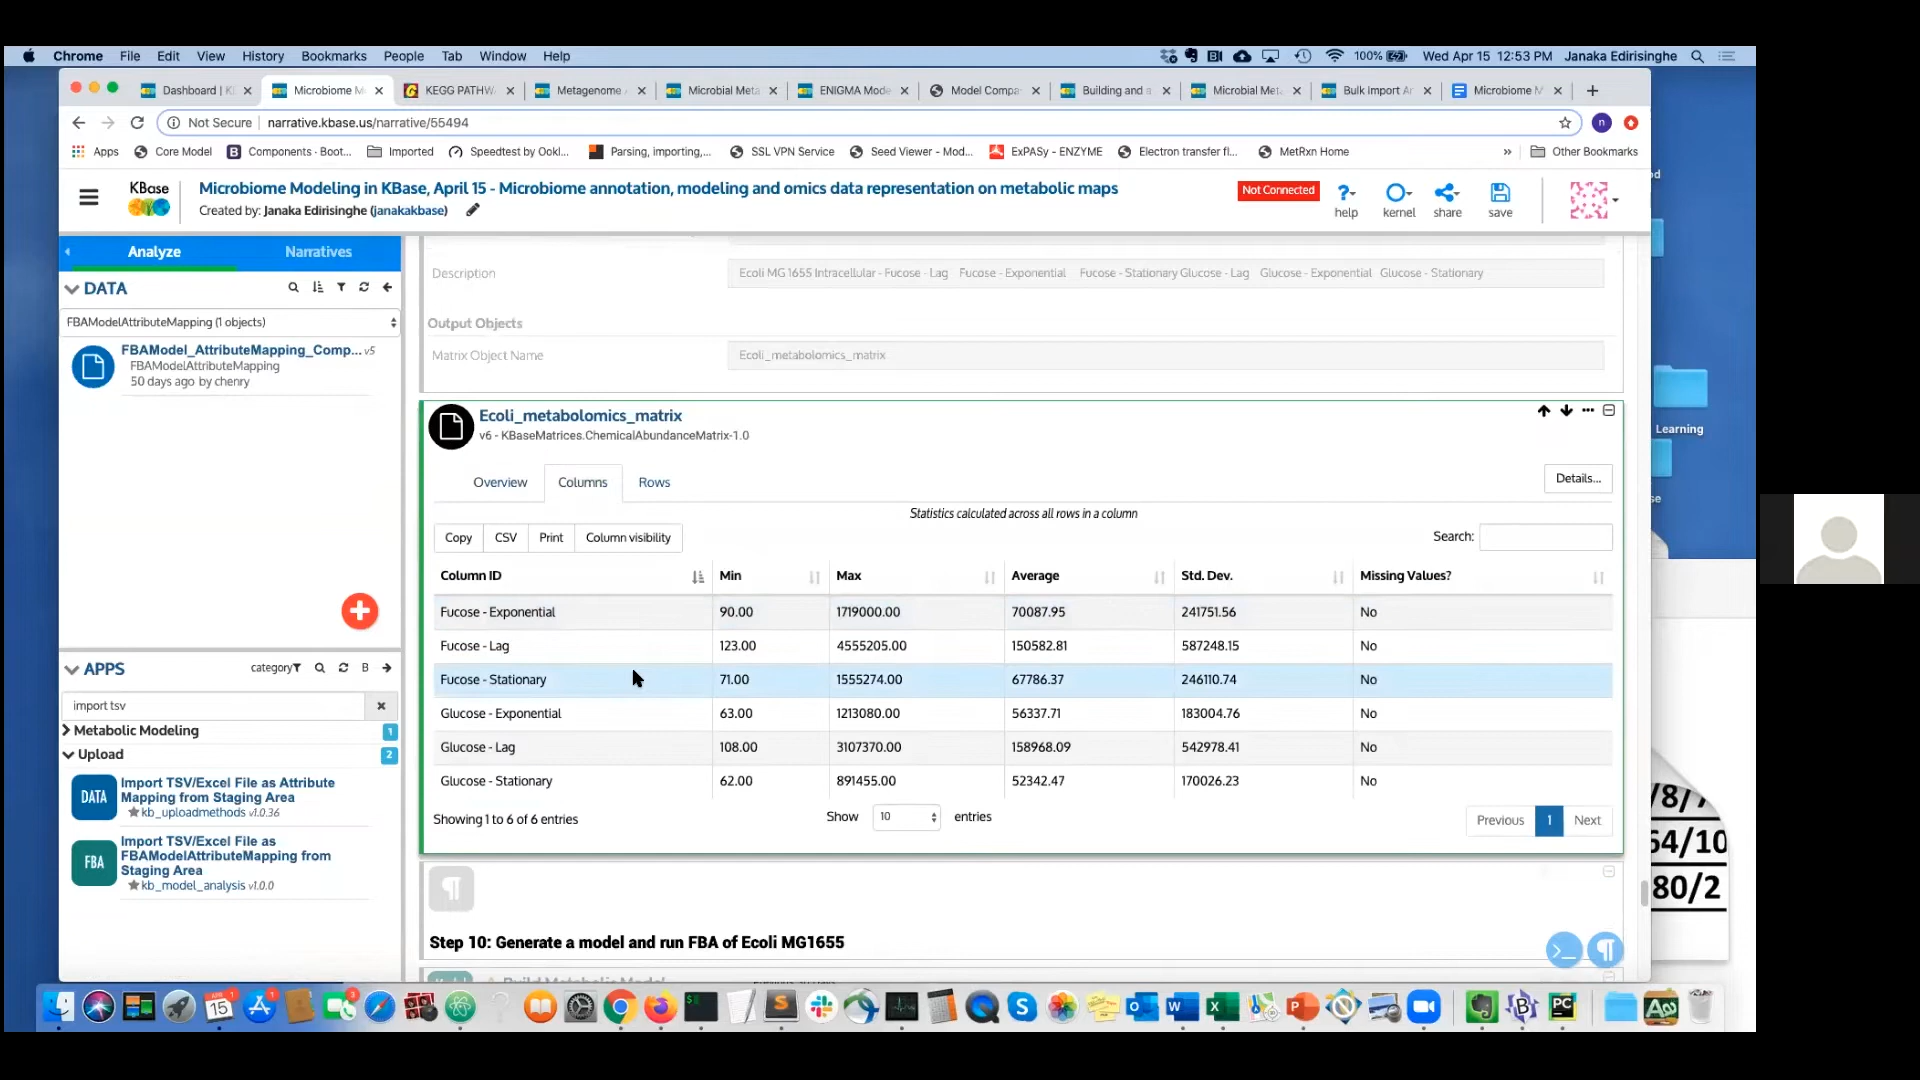 Chrome File Edit View History Bookmarks People Tab Window Help 100% Wed Apr 15 12:53 PM Janaka Edirisinghe
Dashboard | K Microbiome M KEGG PATHW Metagenome Microbial Meta ENIGMA Mode Model Compa Building and a Microbial Met Bulk Import Ar Microbiome M
Not Secure narrative.kbase.us/narrative/55494 n
Apps Core Model Components · Boot... Imported Speedtest by Ookl... Parsing, importing,... SSL VPN Service Seed Viewer - Mod... ExPASy - ENZYME Electron transfer fl... MetRxn Home » Other Bookmarks
KBase
Microbiome Modeling in KBase, April 15 - Microbiome annotation, modeling and omics data representation on metabolic maps
Created by: Janaka Edirisinghe (janakakbase)
Not Connected help kernel share save
Analyze Narratives
DATA
FBAModelAttributeMapping (1 objects)
FBAModel_AttributeMapping_Comp... v5
FBAModelAttributeMapping
50 days ago by chenry
APPS category B
import tsv
Metabolic Modeling 1
Upload 2
DATA
Import TSV/Excel File as Attribute
Mapping from Staging Area
kb_uploadmethods v1.0.36
FBA
Import TSV/Excel File as
FBAModelAttributeMapping from
Staging Area
kb_model_analysis v1.0.0
Description Ecoli MG 1655 Intracellular - Fucose - Lag Fucose - Exponential Fucose - Stationary Glucose - Lag Glucose - Exponential Glucose - Stationary
Output Objects
Matrix Object Name Ecoli_metabolomics_matrix
Ecoli_metabolomics_matrix
v6 - KBaseMatrices.ChemicalAbundanceMatrix-1.0
Overview Columns Rows Details...
Statistics calculated across all rows in a column
Copy CSV Print Column visibility Search:
Column ID Min Max Average Std. Dev. Missing Values?
Fucose - Exponential 90.00 1719000.00 70087.95 241751.56 No
Fucose - Lag 123.00 4555205.00 150582.81 587248.15 No
Fucose - Stationary 71.00 1555274.00 67786.37 246110.74 No
Glucose - Exponential 63.00 1213080.00 56337.71 183004.76 No
Glucose - Lag 108.00 3107370.00 158968.09 542978.41 No
Glucose - Stationary 62.00 891455.00 52342.47 170026.23 No
Showing 1 to 6 of 6 entries Show 10 entries Previous 1 Next
Step 10: Generate a model and run FBA of Ecoli MG1655
Build Metabolic Model
Learning
/8/
64/10
80/2